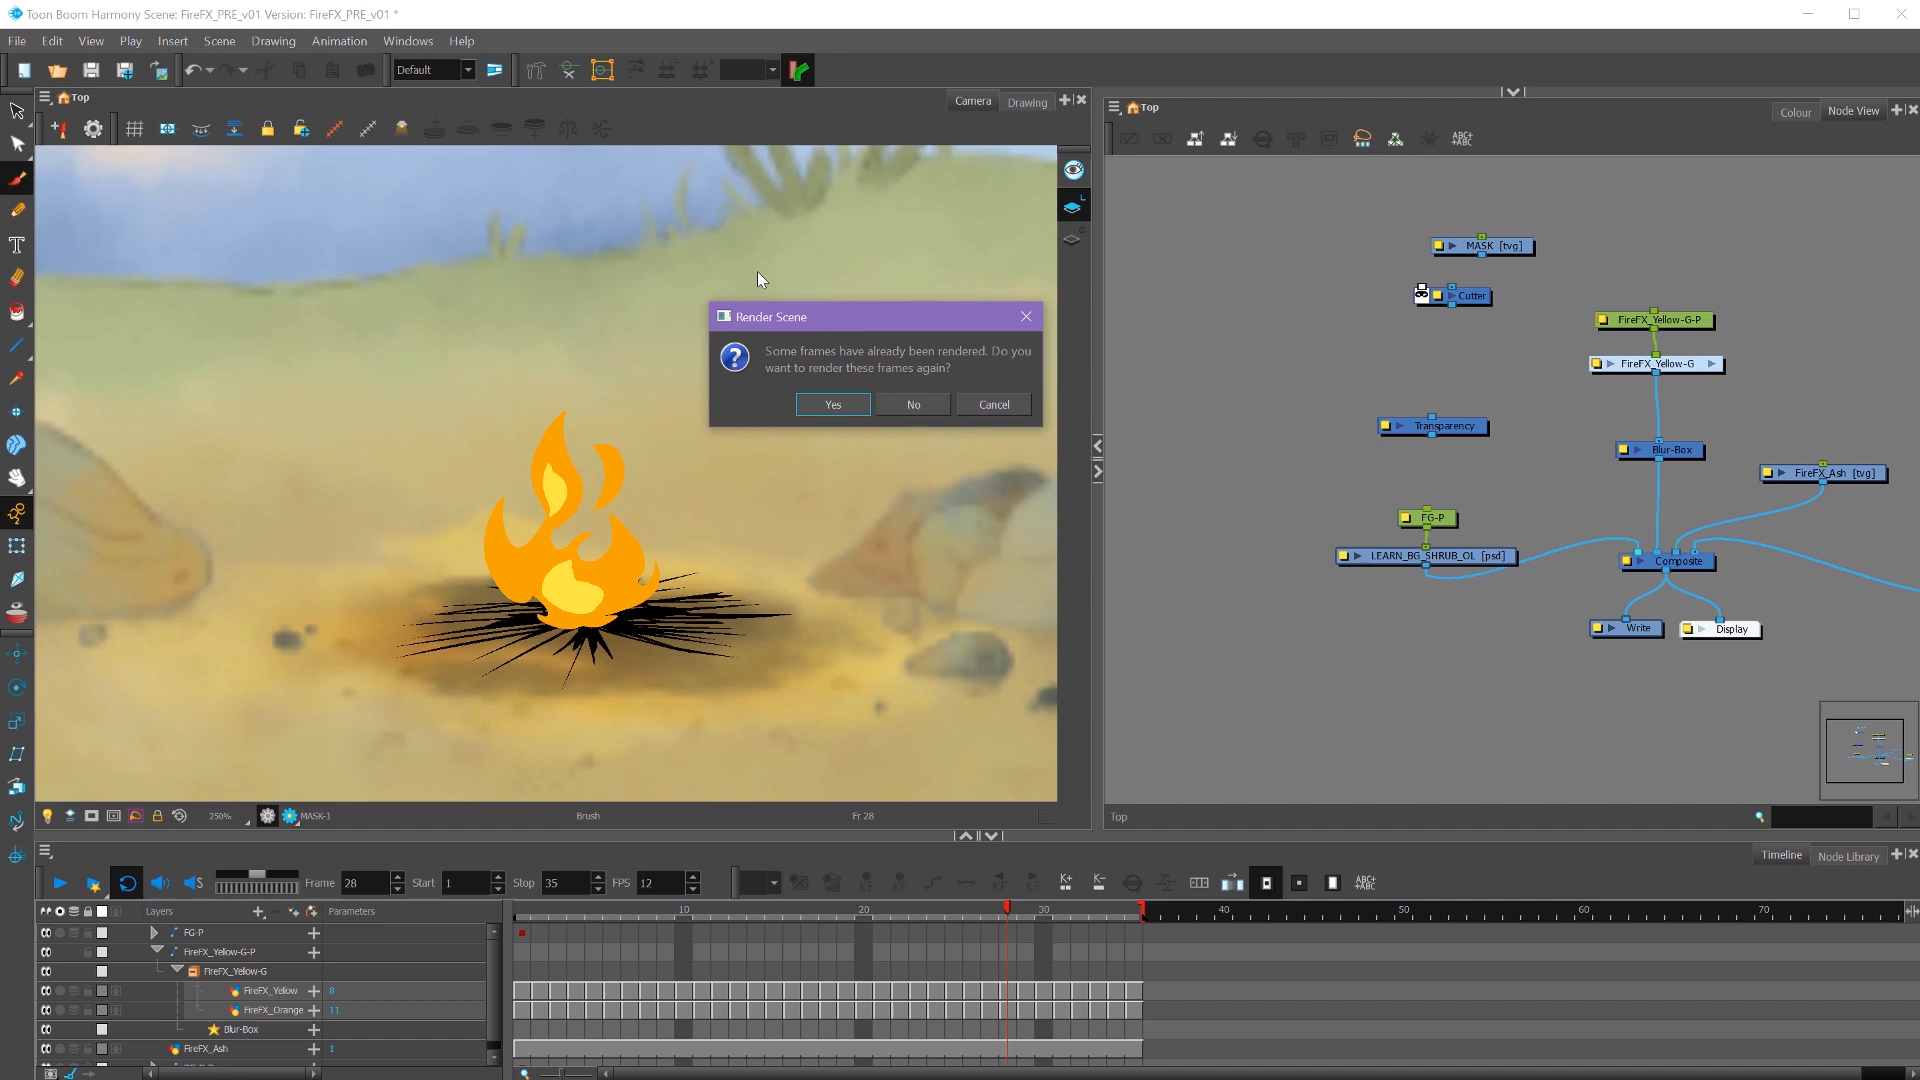 Toon Boom Harmony Scene: FireFX_PRE_v01 Version: FireFX_PRE_v01 *
File Edit View Play Insert Scene Drawing Animation Windows Help
Default
Top
Camera
Drawing
Top
Colour
Node View
ABC+
+ABC
MASK [tvg]
Cutter
FireFX_Yellow-G-P
FireFX_Yellow-G
Render Scene
Some frames have already been rendered. Do you
want to render these frames again?
Yes
No
Cancel
Transparency
Blur-Box
FireFX_Ash [tvg]
FG-P
LEARN_BG_SHRUB_OL [psd]
Composite
Write
Display
250%
MASK-1
Brush
Fr 28
Top
Timeline
Node Library
Frame 28 Start 1 Stop 35 FPS 12
ABC+
+ABC
Layers
Parameters
10 20 30 40 50 60 70
FG-P
FireFX_Yellow-G-P
FireFX_Yellow-G
FireFX_Yellow 8
FireFX_Orange 11
Blur-Box
FireFX_Ash 1